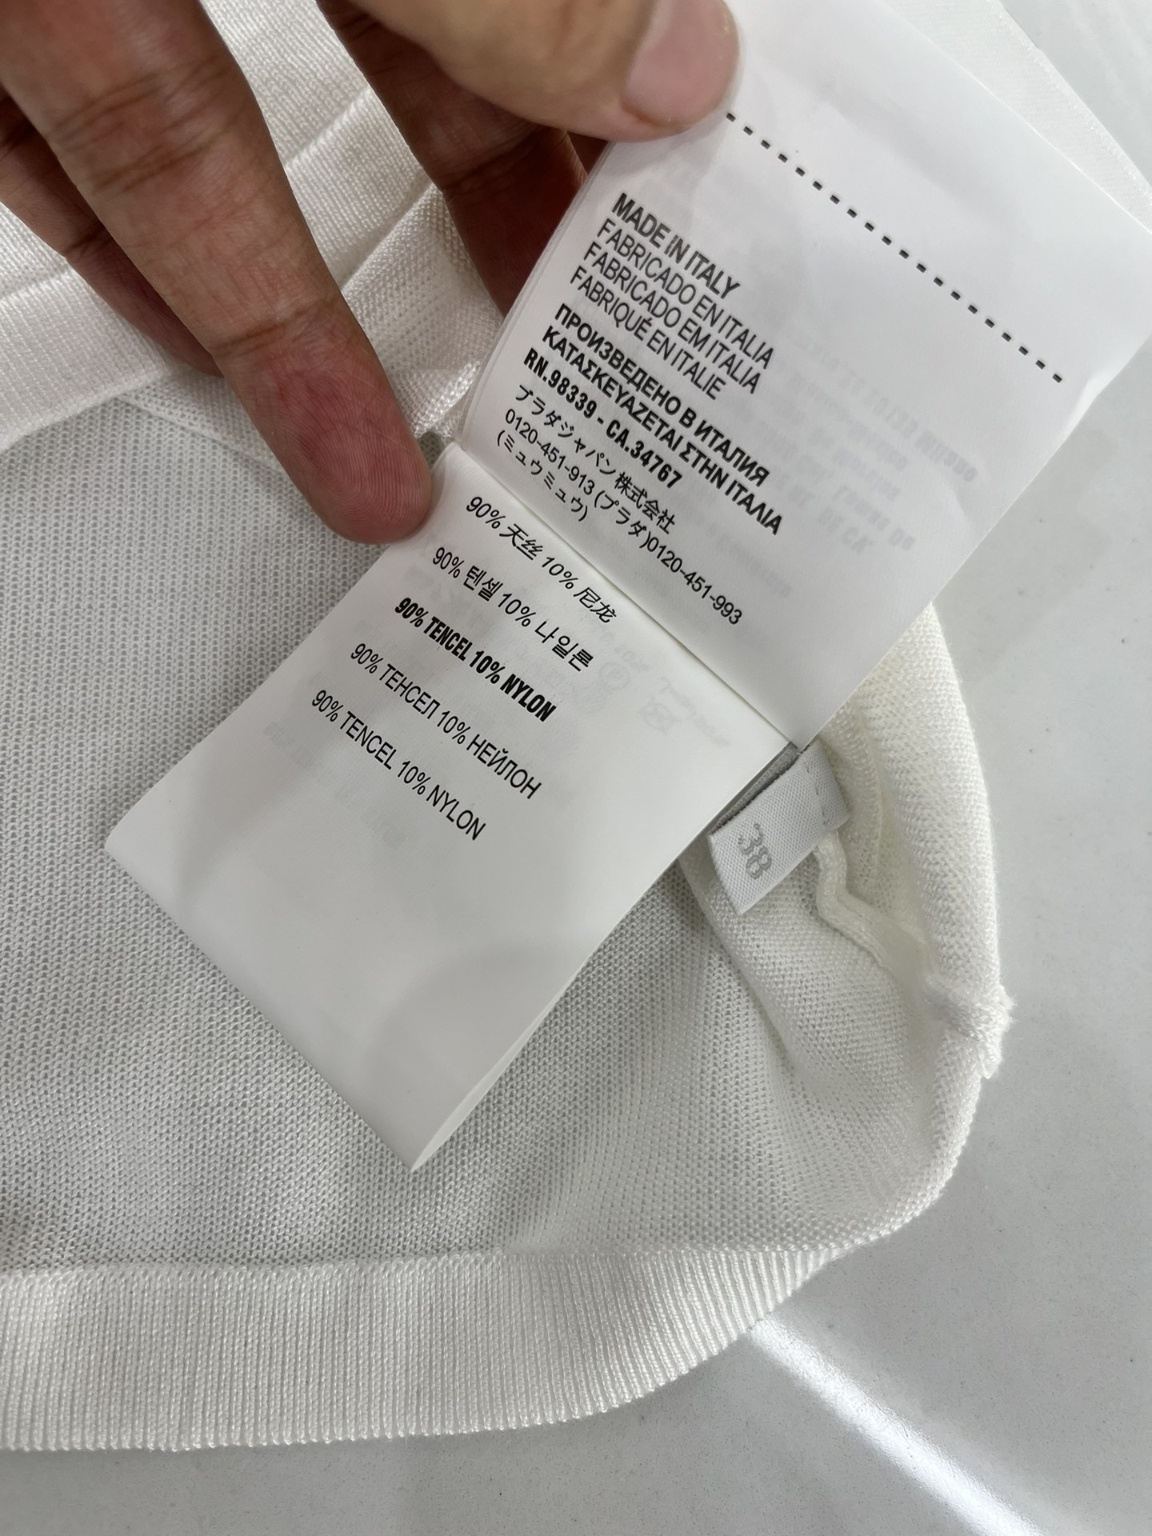 MADE IN ITALY
FABRICADO EN ITALIA
FABRICADO EM ITALIA
FABRIQUÉ EN ITALIE
ПРОИЗВЕДЕНО В ИТАЛИЯ
ΚΑΤΑΣΚΕΥΑΖΕΤΑΙ ΣΤΗΝ ΙΤΑΛΙΑ
RN.98339 - CA.34767
プラダジャパン株式会社
0120-451-913 (プラダ)0120-451-993
(ミュウミュウ)
90% 天丝 10% 尼龙
90% 텐셀 10% 나일론
90% TENCEL 10% NYLON
90% ТЕНСЕЛ 10% НЕЙЛОН
90% TENCEL 10% NYLON
38